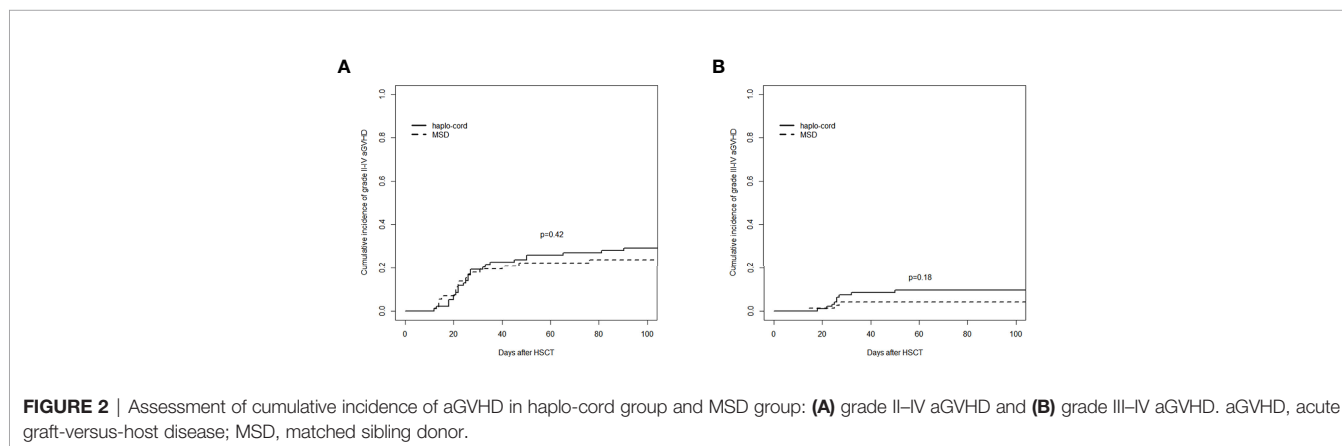 A
B
Cumulative incidence of grade II-IV aGVHD
1.0
0.8
0.6
0.4
0.2
0.0
haplo-cord
MSD
p=0.42
0 20 40 60 80 100
Days after HSCT
Cumulative incidence of grade III-IV aGVHD
1.0
0.8
0.6
0.4
0.2
0.0
haplo-cord
MSD
p=0.18
0 20 40 60 80 100
Days after HSCT
FIGURE 2 | Assessment of cumulative incidence of aGVHD in haplo-cord group and MSD group: (A) grade II–IV aGVHD and (B) grade III–IV aGVHD. aGVHD, acute
graft-versus-host disease; MSD, matched sibling donor.